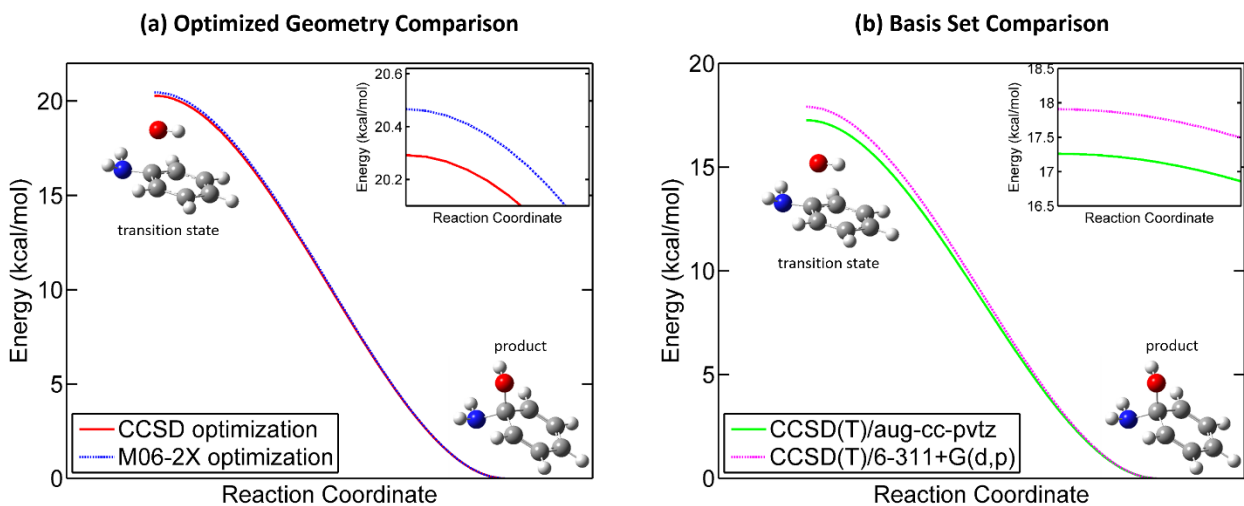 (a) Optimized Geometry Comparison
Energy (kcal/mol)
20
15
10
5
0
transition state
product
CCSD optimization
M06-2X optimization
Reaction Coordinate
Energy (kcal/mol)
20.6
20.4
20.2
Reaction Coordinate
(b) Basis Set Comparison
Energy (kcal/mol)
20
15
10
5
0
transition state
product
CCSD(T)/aug-cc-pvtz
CCSD(T)/6-311+G(d,p)
Reaction Coordinate
Energy (kcal/mol)
18.5
18
17.5
17
16.5
Reaction Coordinate